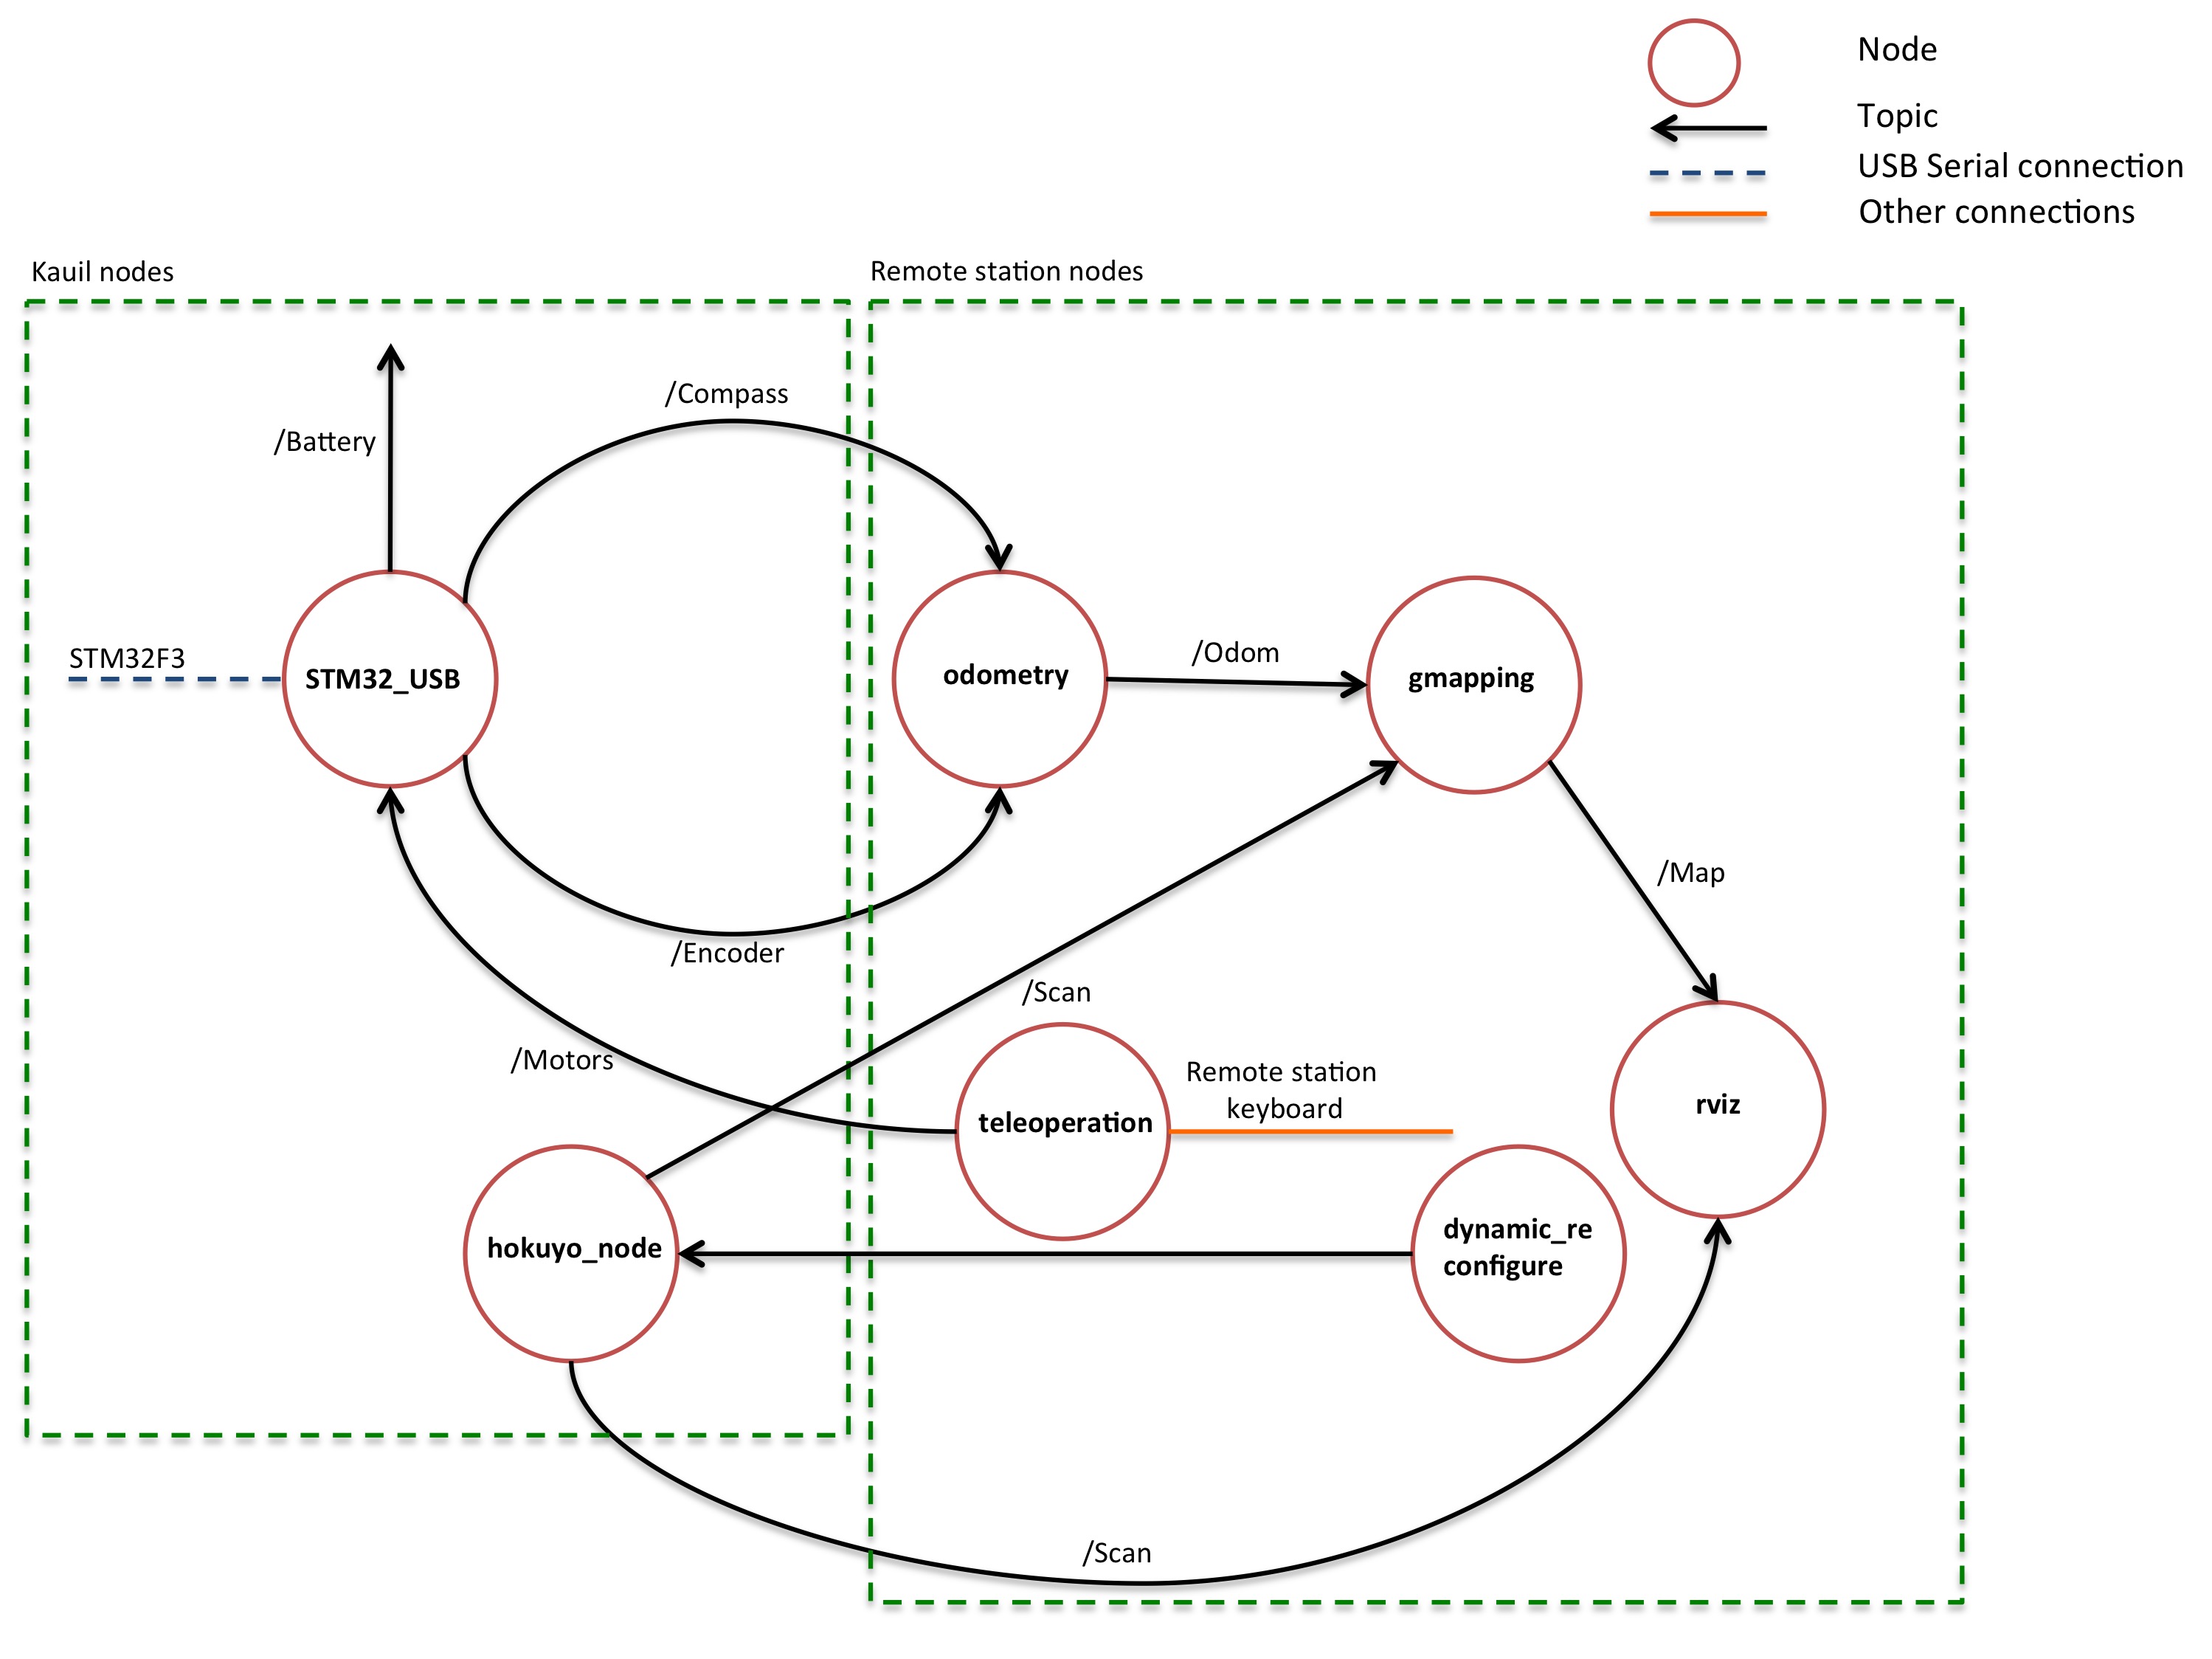 Node
Topic
USB Serial connection
Other connections
Kauil nodes
Remote station nodes
/Compass
/Battery
STM32F3
STM32_USB
odometry
/Odom
gmapping
/Map
/Encoder
/Scan
/Motors
Remote station
keyboard
teleoperation
rviz
hokuyo_node
dynamic_re
configure
/Scan